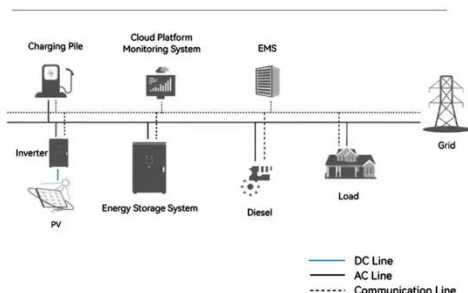 Charging Pile
Cloud Platform
Monitoring System
EMS
Grid
Inverter
PV
Energy Storage System
Diesel
Load
DC Line
AC Line
Communication Line